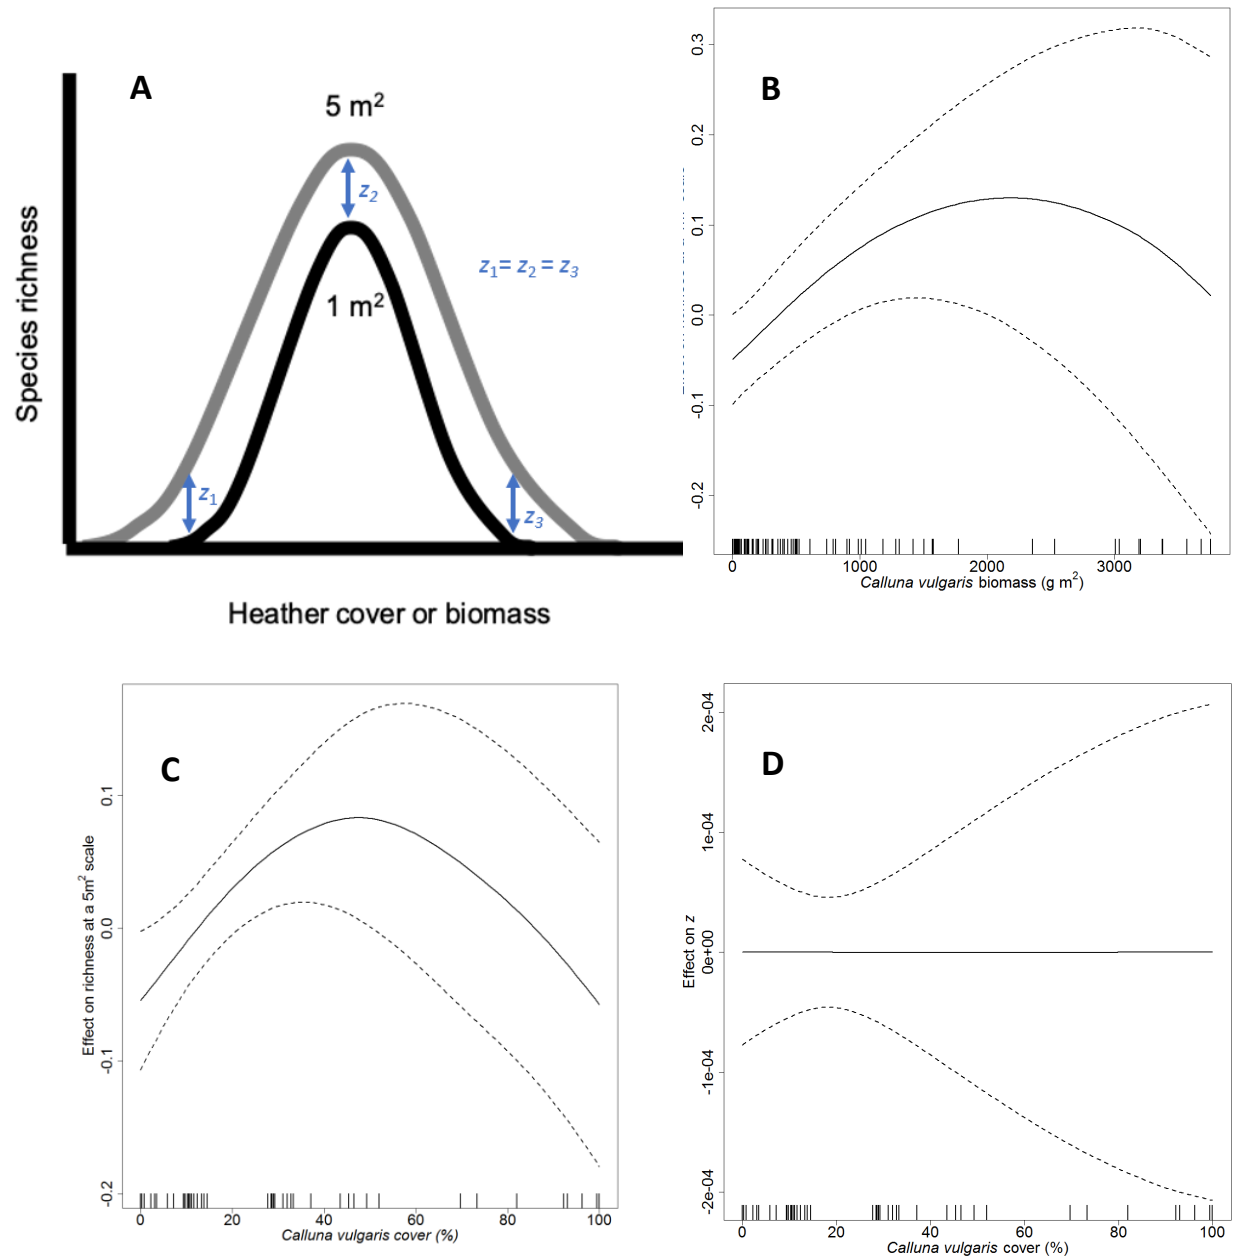 A
5 m²
z₂
Species richness
z₁= z₂ = z₃
1 m²
z₁
z₃
Heather cover or biomass
B
0.3
0.2
0.1
0.0
-0.1
-0.2
0 1000 2000 3000
Calluna vulgaris biomass (g m²)
C
Effect on richness at a 5m² scale
0.1
0.0
-0.1
-0.2
0 20 40 60 80 100
Calluna vulgaris cover (%)
D
Effect on z
2e-04
1e-04
0e+00
-1e-04
-2e-04
0 20 40 60 80 100
Calluna vulgaris cover (%)